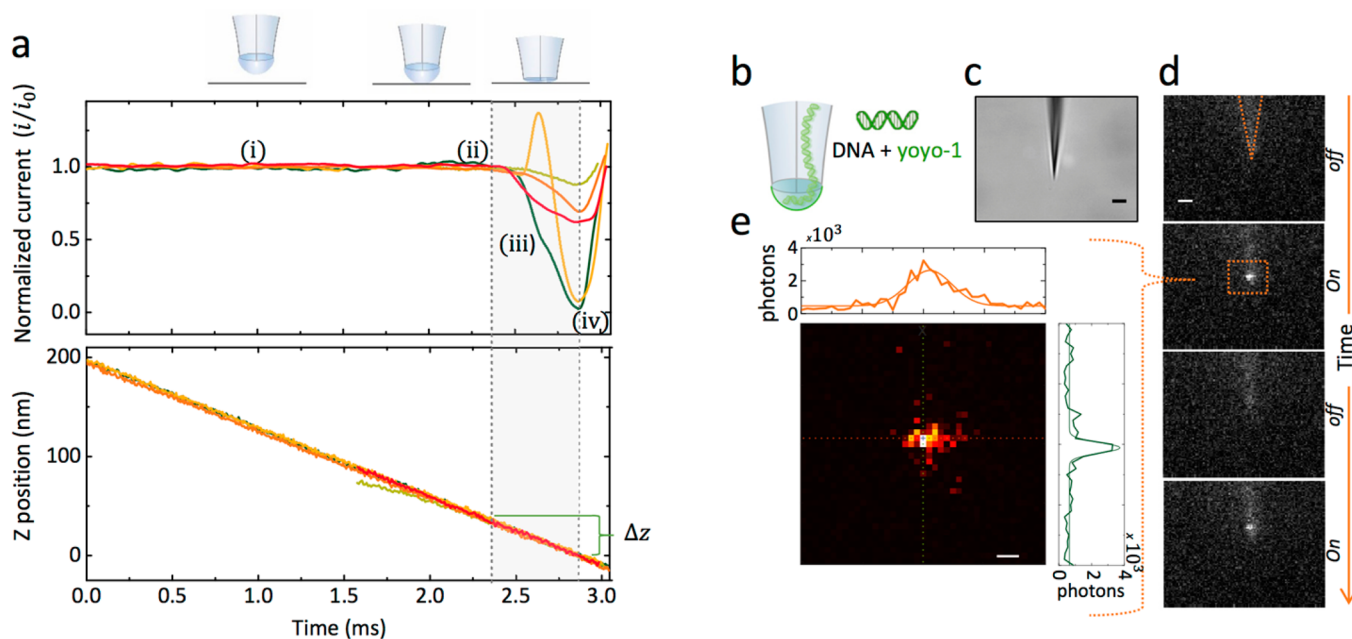 a
Normalized current (i/i0)
1.0
0.5
0.0
(i)
(ii)
(iii)
(iv)
Z position (nm)
200
100
0
Δz
0.0 0.5 1.0 1.5 2.0 2.5 3.0
Time (ms)
b
DNA + yoyo-1
c
d
off
On
off
On
Time
e
x10³
photons
4
2
0
x 10³
0 2 4
photons